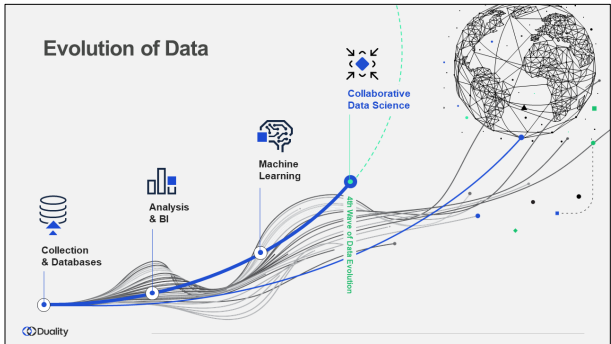 Evolution of Data
Collaborative
Data Science
Machine
Learning
Analysis
& BI
Collection
& Databases
4th Wave of Data Evolution
Duality